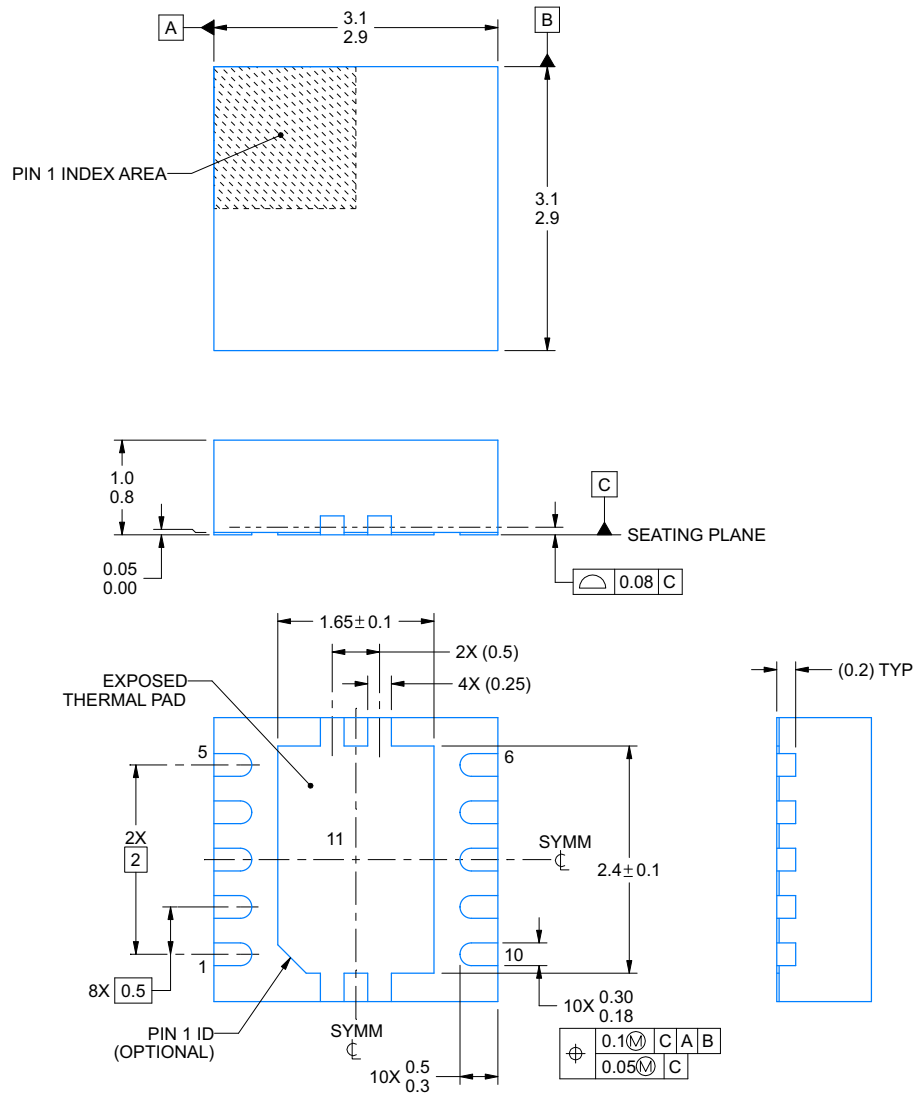 A
3.1
2.9
B
PIN 1 INDEX AREA
3.1
2.9
1.0
0.8
C
SEATING PLANE
0.05
0.00
0.08 C
1.65±0.1
2X (0.5)
4X (0.25)
(0.2) TYP
EXPOSED
THERMAL PAD
5
6
2X
2
11
SYMM
℄
2.4±0.1
1
10
8X 0.5
10X 0.30
0.18
PIN 1 ID
(OPTIONAL)
SYMM
℄
0.1Ⓜ C A B
0.05Ⓜ C
10X 0.5
0.3